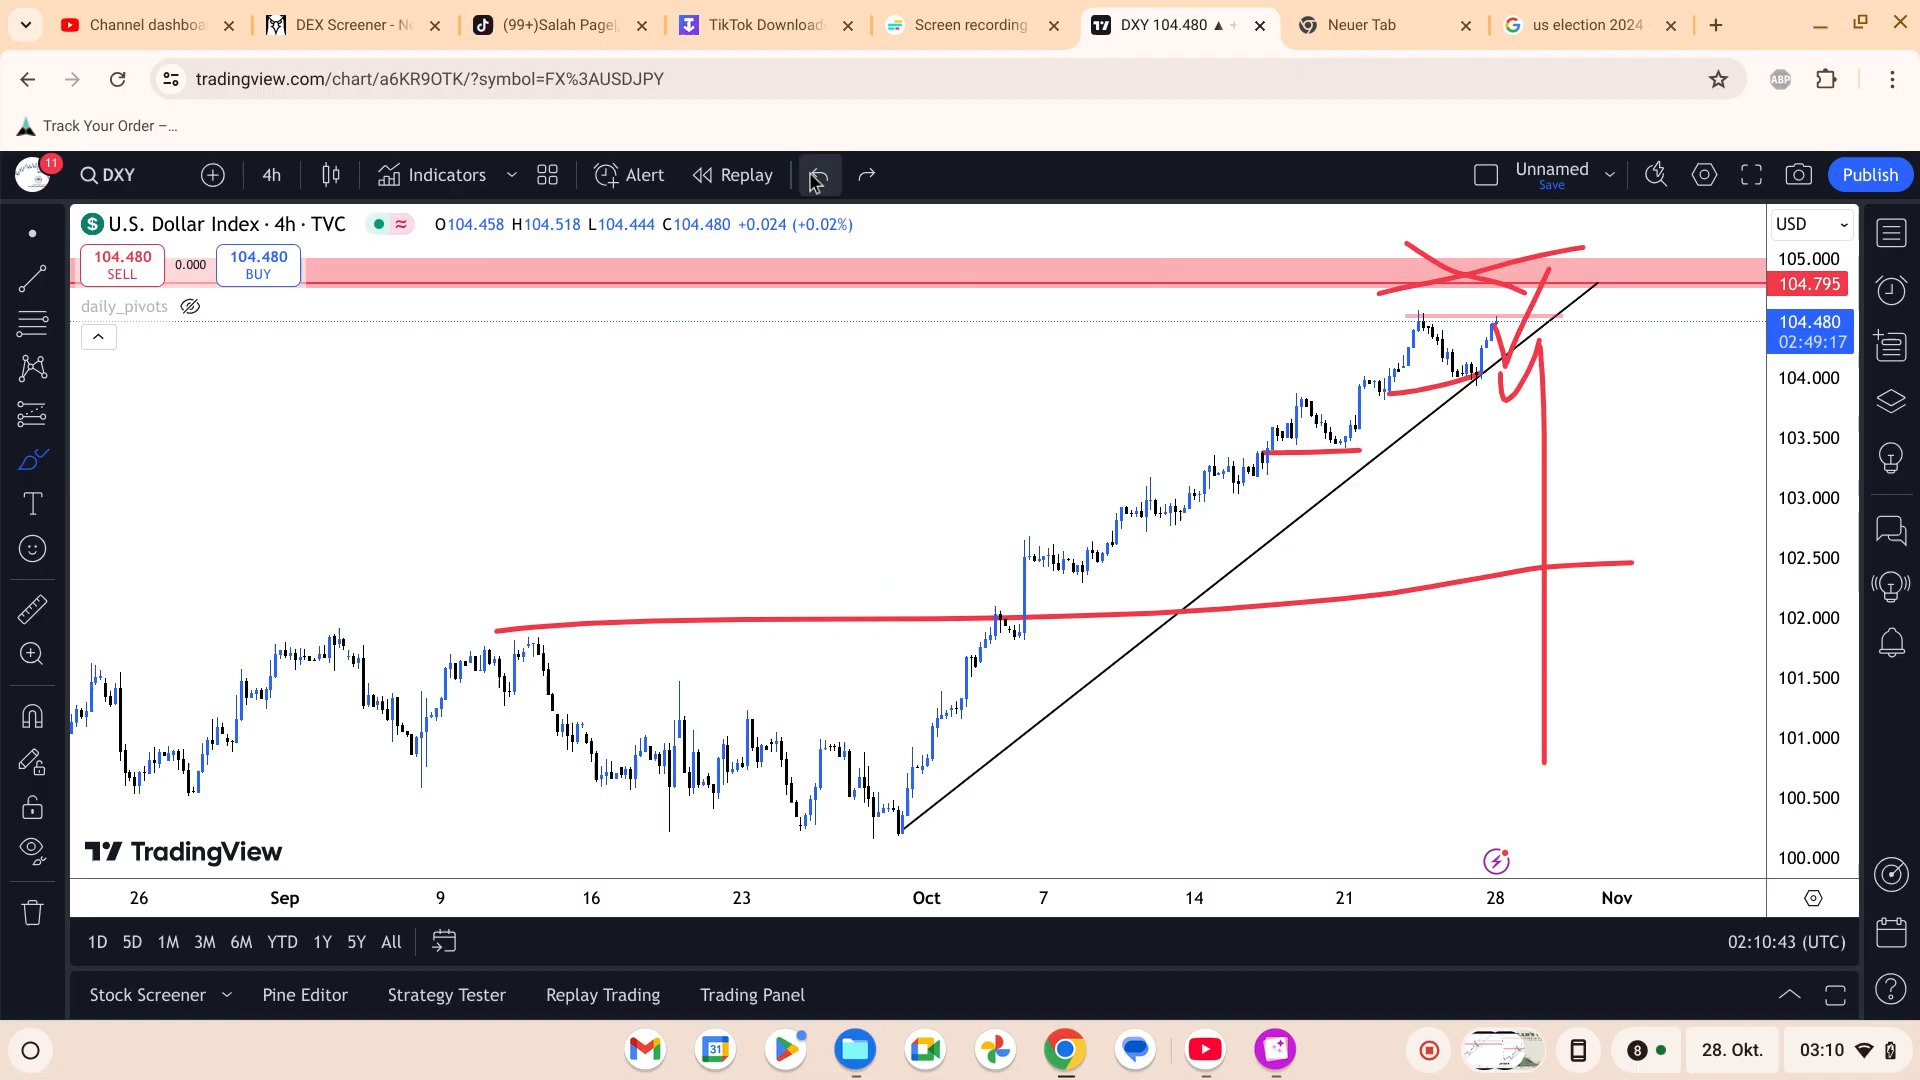 Channel dashboa
DEX Screener - Ne
(99+)Salah Page|.
TikTok Download
Screen recording
DXY 104.480 ▲ +
Neuer Tab
us election 2024
tradingview.com/chart/a6KR9OTK/?symbol=FX%3AUSDJPY
ABP
Track Your Order –...
11
DXY
4h
Indicators
Alert
Replay
Unnamed
Save
Publish
U.S. Dollar Index · 4h · TVC
O104.458 H104.518 L104.444 C104.480 +0.024 (+0.02%)
USD
104.480
SELL
0.000
104.480
BUY
daily_pivots
105.000
104.795
104.480
02:49:17
104.000
103.500
103.000
102.500
102.000
101.500
101.000
100.500
100.000
TradingView
26 Sep 9 16 23 Oct 7 14 21 28 Nov
1D 5D 1M 3M 6M YTD 1Y 5Y All
02:10:43 (UTC)
Stock Screener
Pine Editor
Strategy Tester
Replay Trading
Trading Panel
31
8
28. Okt.
03:10